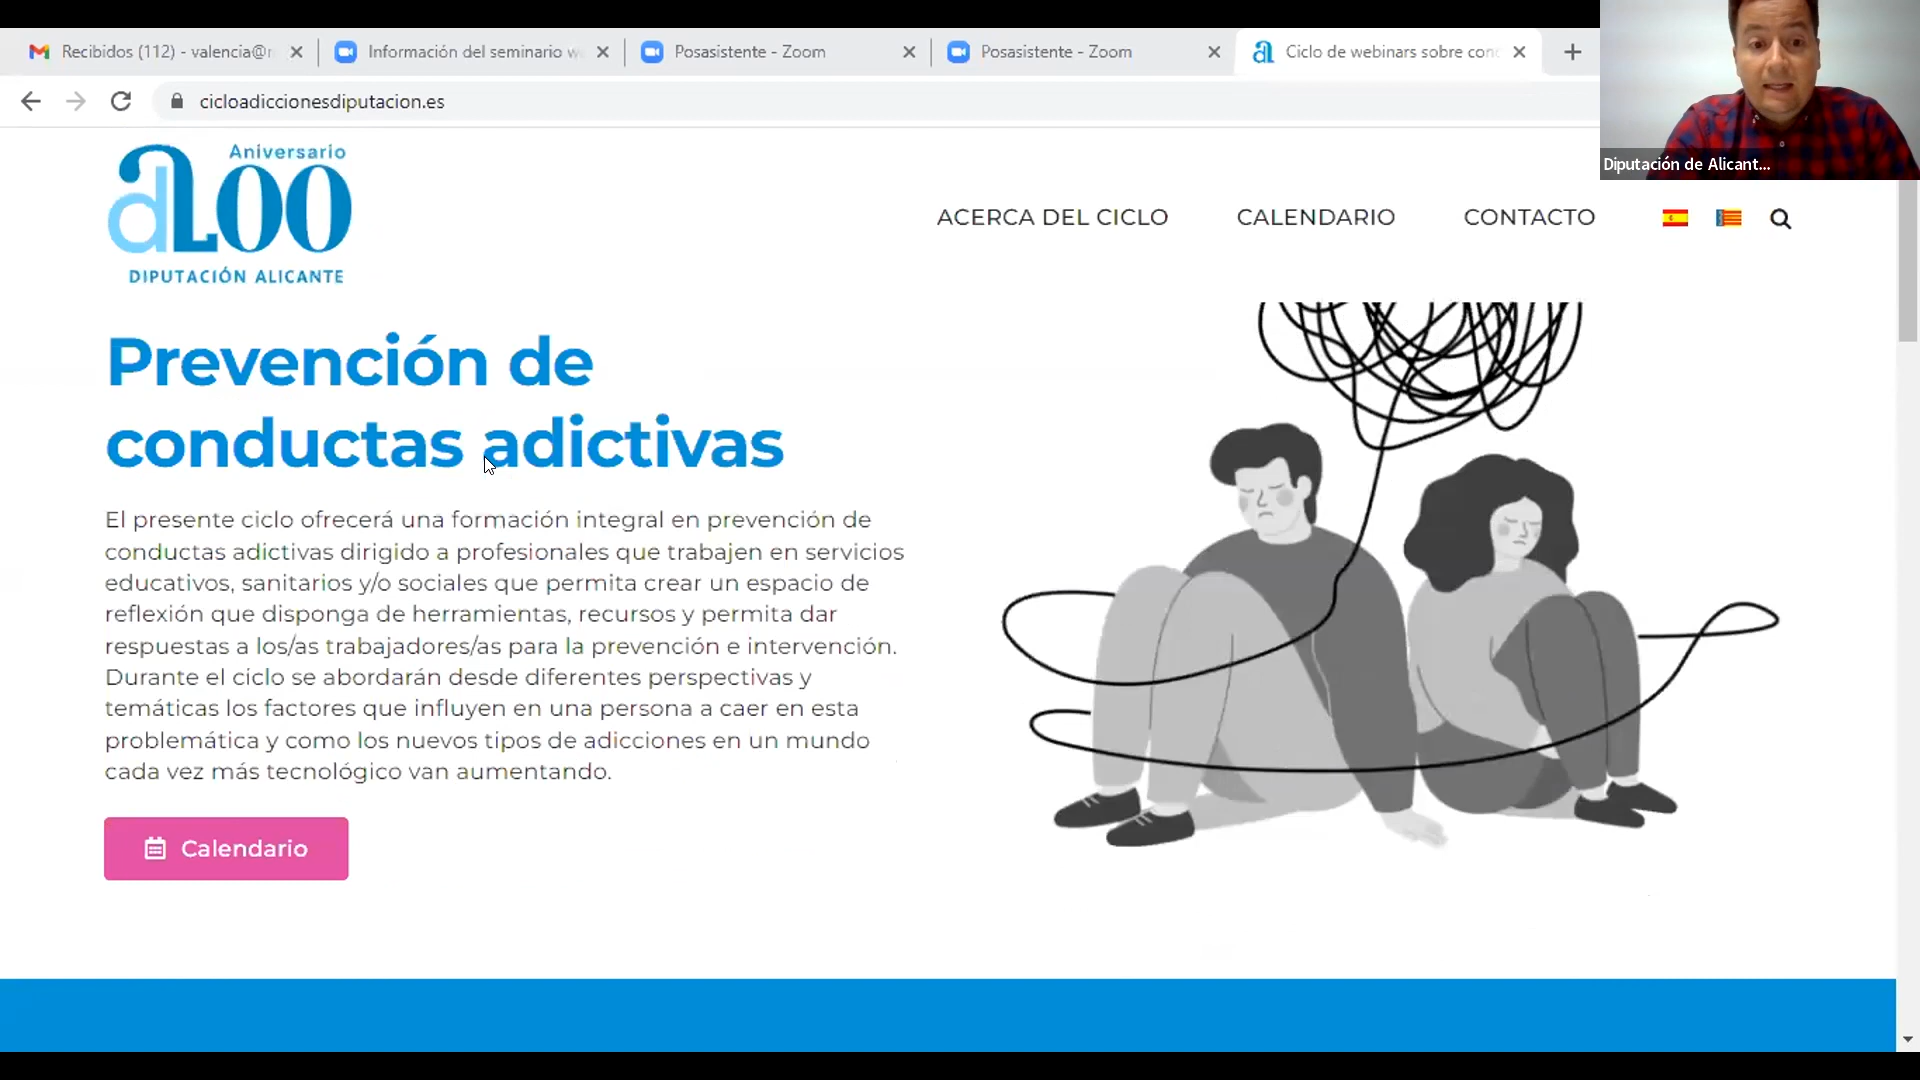 Recibidos (112) - valencia@
Información del seminario w
Posasistente - Zoom
Posasistente - Zoom
Ciclo de webinars sobre con
cicloadiccionesdiputacion.es
Diputación de Alicant...
Aniversario
100
DIPUTACIÓN ALICANTE
ACERCA DEL CICLO
CALENDARIO
CONTACTO
Prevención de
conductas adictivas
El presente ciclo ofrecerá una formación integral en prevención de
conductas adictivas dirigido a profesionales que trabajen en servicios
educativos, sanitarios y/o sociales que permita crear un espacio de
reflexión que disponga de herramientas, recursos y permita dar
respuestas a los/as trabajadores/as para la prevención e intervención.
Durante el ciclo se abordarán desde diferentes perspectivas y
temáticas los factores que influyen en una persona a caer en esta
problemática y como los nuevos tipos de adicciones en un mundo
cada vez más tecnológico van aumentando.
Calendario